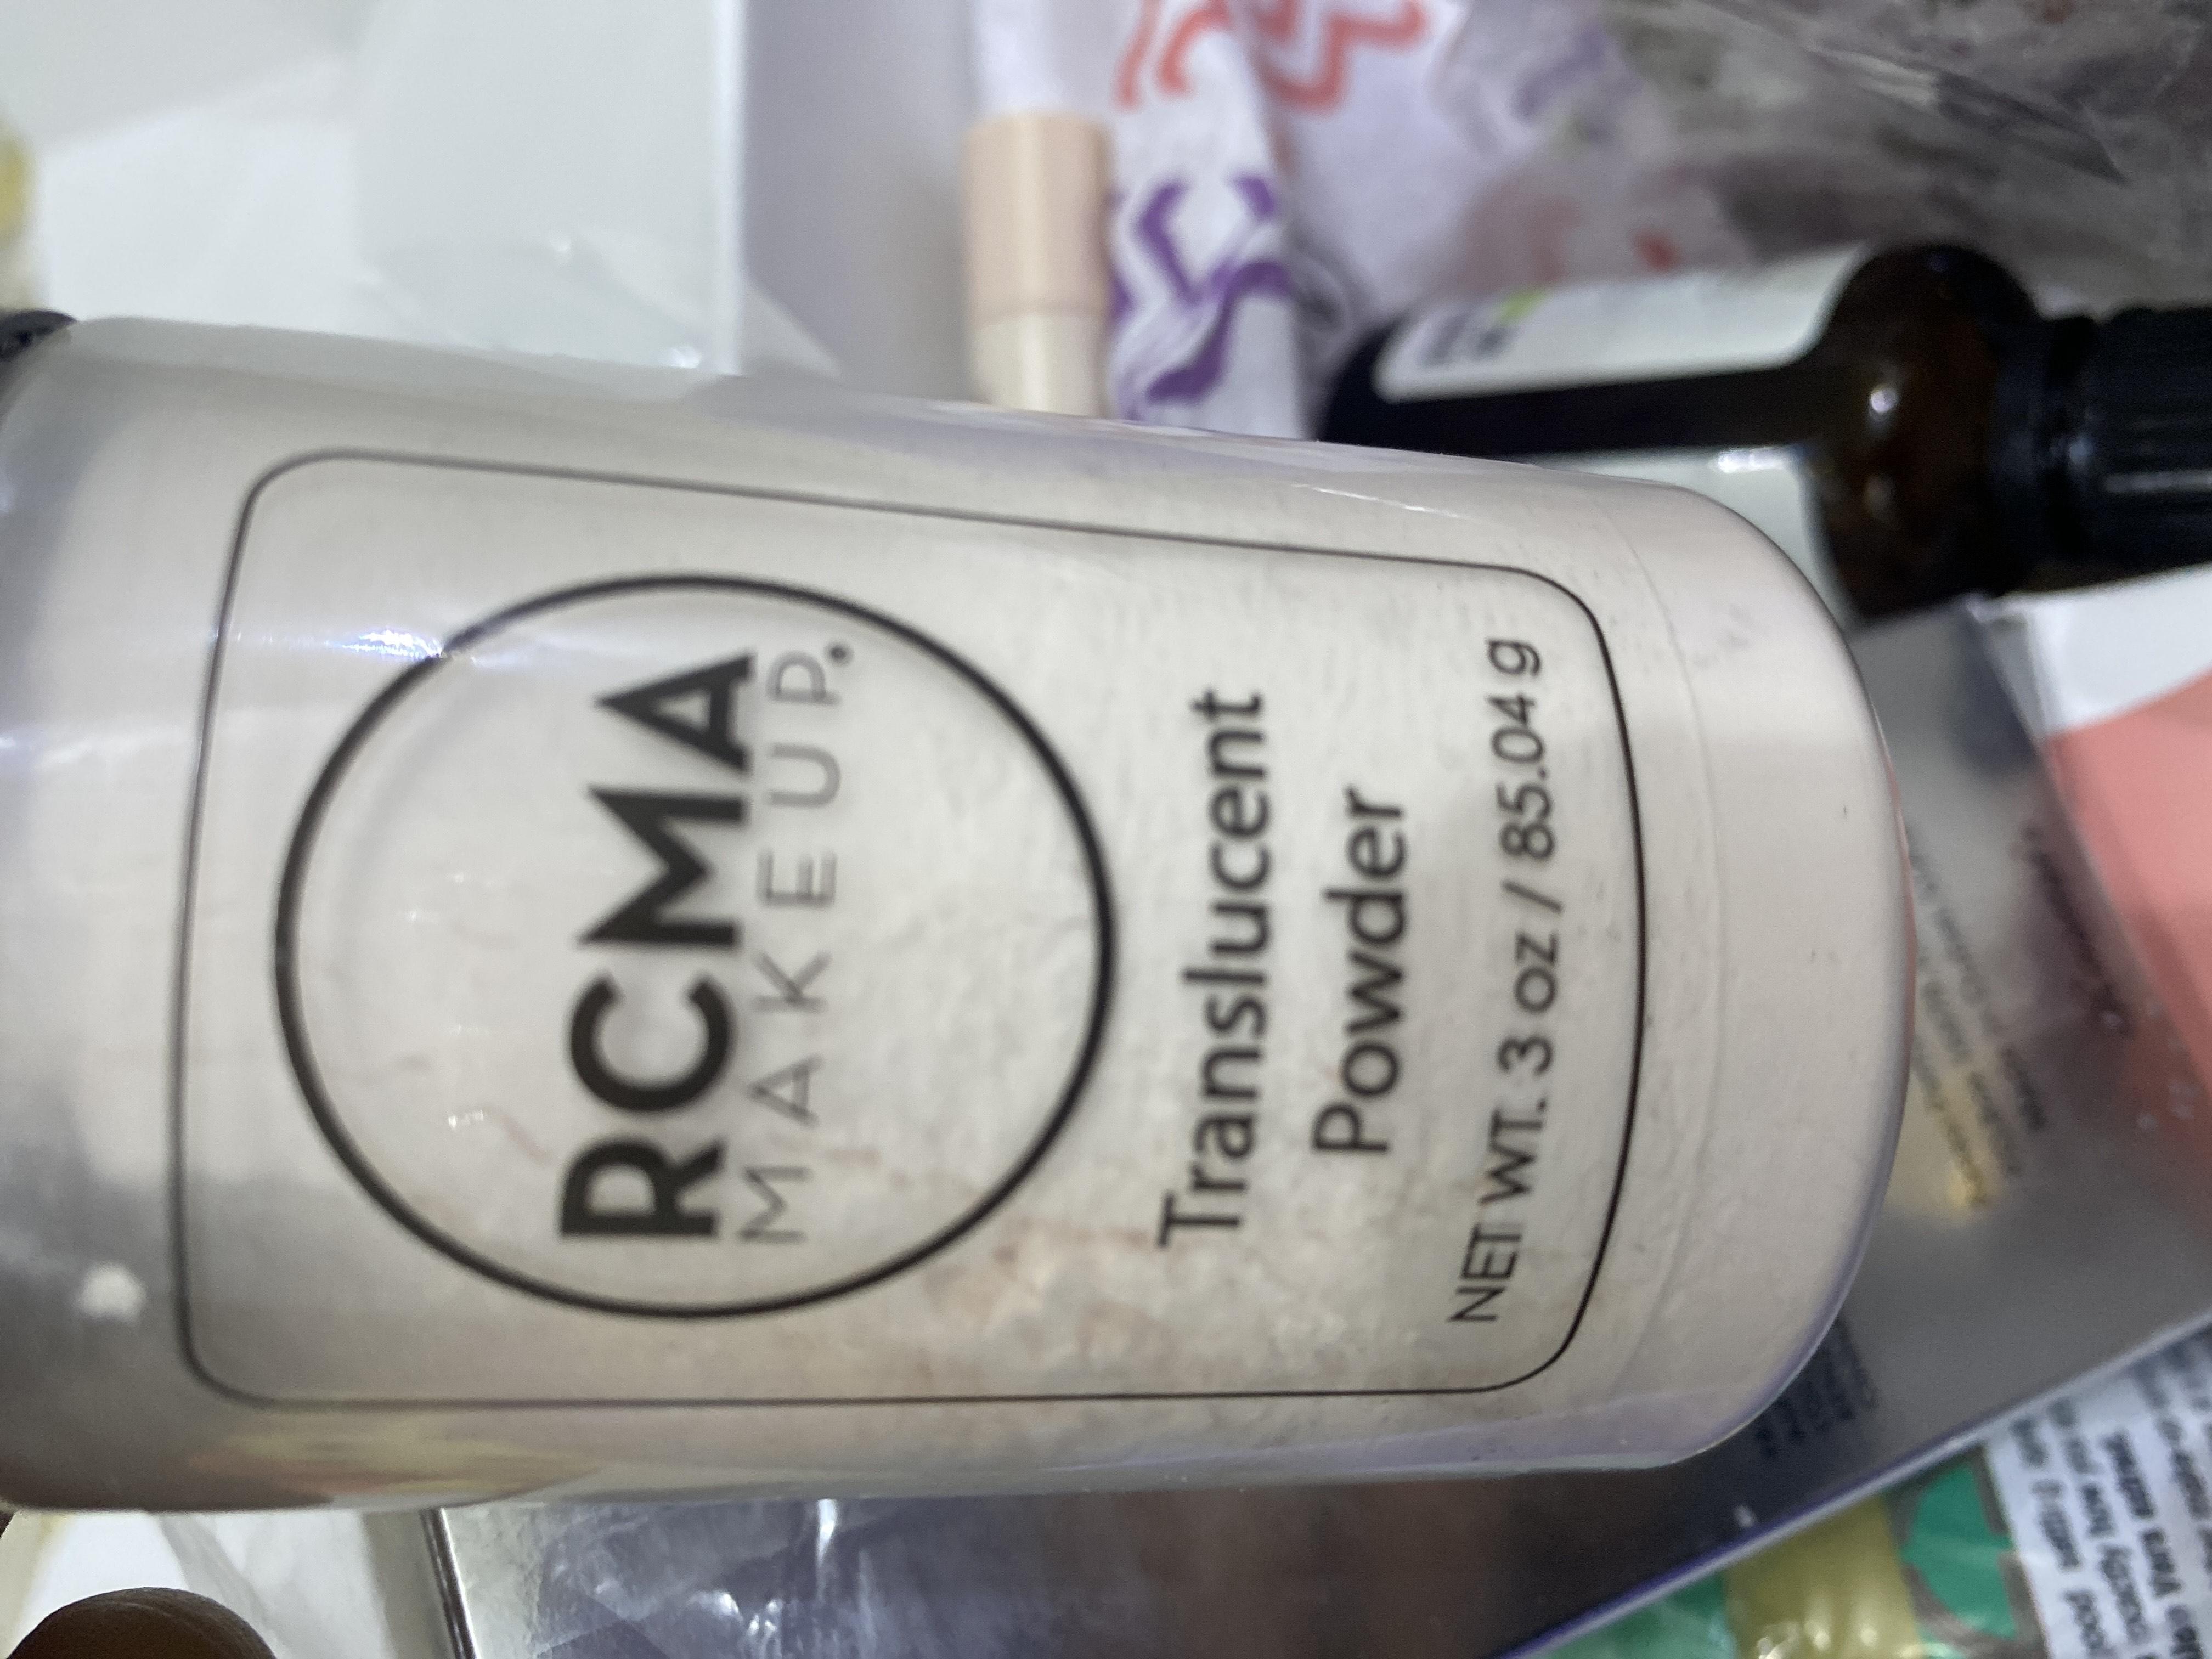 RCMA
MAKEUP.
Translucent
Powder
NET WT. 3 oz / 85.04 g